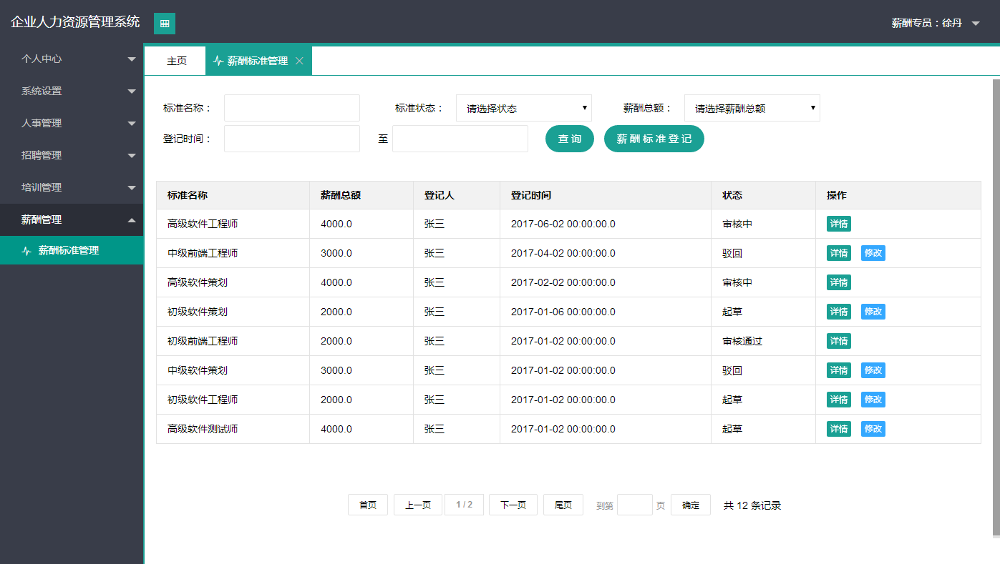 企业人力资源管理系统
薪酬专员：徐丹
个人中心
系统设置
人事管理
招聘管理
培训管理
薪酬管理
薪酬标准管理
主页 薪酬标准管理
标准名称： 标准状态： 请选择状态 薪酬总额： 请选择薪酬总额
登记时间： 至 查询 薪酬标准登记
标准名称 薪酬总额 登记人 登记时间 状态 操作
高级软件工程师 4000.0 张三 2017-06-02 00:00:00.0 审核中 详情
中级前端工程师 3000.0 张三 2017-04-02 00:00:00.0 驳回 详情 修改
高级软件策划 4000.0 张三 2017-02-02 00:00:00.0 审核中 详情
初级软件策划 2000.0 张三 2017-01-06 00:00:00.0 起草 详情 修改
初级前端工程师 2000.0 张三 2017-01-02 00:00:00.0 审核通过 详情
中级软件策划 3000.0 张三 2017-01-02 00:00:00.0 驳回 详情 修改
初级软件工程师 2000.0 张三 2017-01-02 00:00:00.0 起草 详情 修改
高级软件测试师 4000.0 张三 2017-01-02 00:00:00.0 起草 详情 修改
首页 上一页 1 / 2 下一页 尾页 到第 页 确定 共 12 条记录